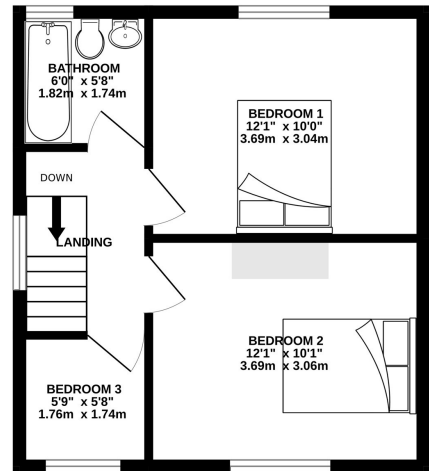 BATHROOM
6'0" x 5'8"
1.82m x 1.74m
BEDROOM 1
12'1" x 10'0"
3.69m x 3.04m
DOWN
LANDING
BEDROOM 2
12'1" x 10'1"
3.69m x 3.06m
BEDROOM 3
5'9" x 5'8"
1.76m x 1.74m